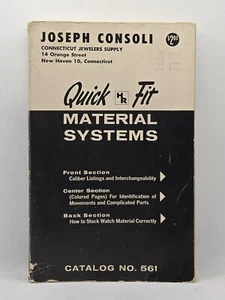 JOSEPH CONSOLI
CONNECTICUT JEWELERS SUPPLY
14 Orange Street
New Haven 10, Connecticut
Quick HR Fit
MATERIAL
SYSTEMS
Front Section
Caliber Listings and Interchangeability
Center Section
(Colored Pages) For Identification of
Movements and Complicated Parts
Back Section
How to Stock Watch Material Correctly
CATALOG NO. 561